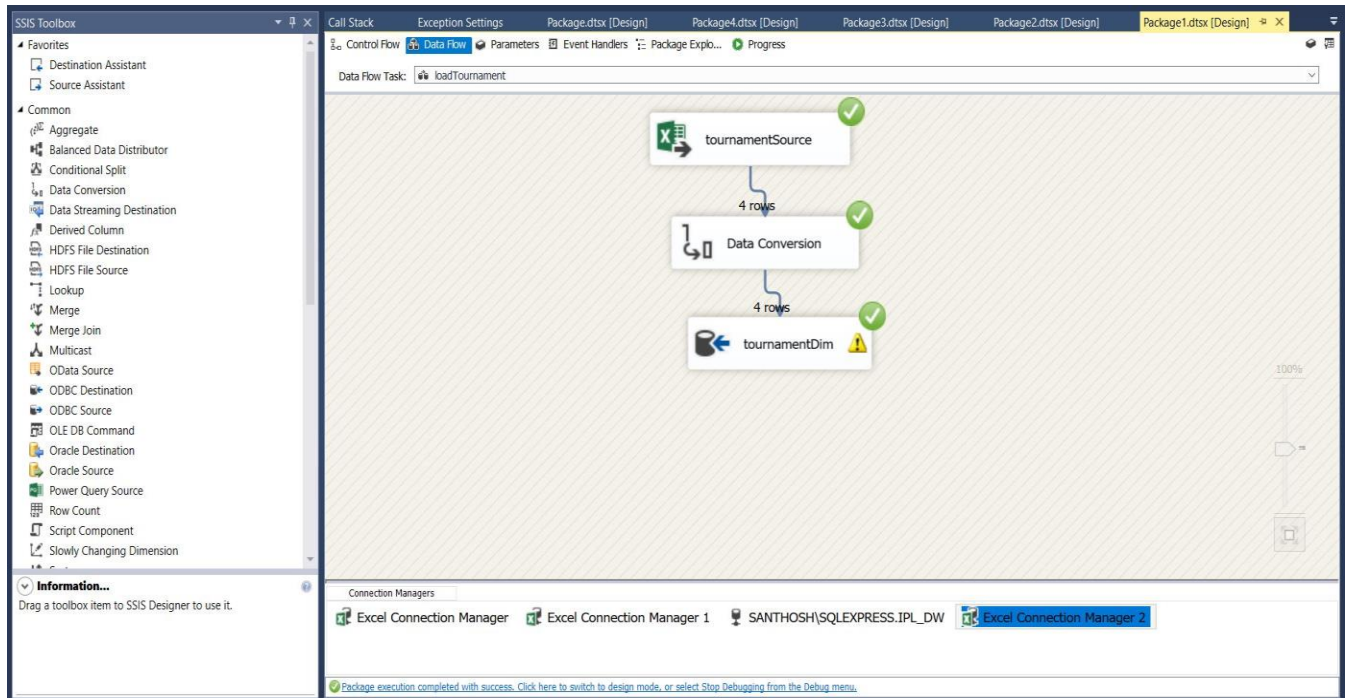 SSIS Toolbox
Favorites
Destination Assistant
Source Assistant
Common
Aggregate
Balanced Data Distributor
Conditional Split
Data Conversion
Data Streaming Destination
Derived Column
HDFS File Destination
HDFS File Source
Lookup
Merge
Merge Join
Multicast
OData Source
ODBC Destination
ODBC Source
OLE DB Command
Oracle Destination
Oracle Source
Power Query Source
Row Count
Script Component
Slowly Changing Dimension
Information...
Drag a toolbox item to SSIS Designer to use it.
Call Stack Exception Settings Package.dtsx [Design] Package4.dtsx [Design] Package3.dtsx [Design] Package2.dtsx [Design] Package1.dtsx [Design]
Control Flow Data Flow Parameters Event Handlers Package Explo... Progress
Data Flow Task: loadTournament
tournamentSource
4 rows
Data Conversion
4 rows
tournamentDim
100%
Connection Managers
Excel Connection Manager Excel Connection Manager 1 SANTHOSH\SQLEXPRESS.IPL_DW Excel Connection Manager 2
Package execution completed with success. Click here to switch to design mode, or select Stop Debugging from the Debug menu.